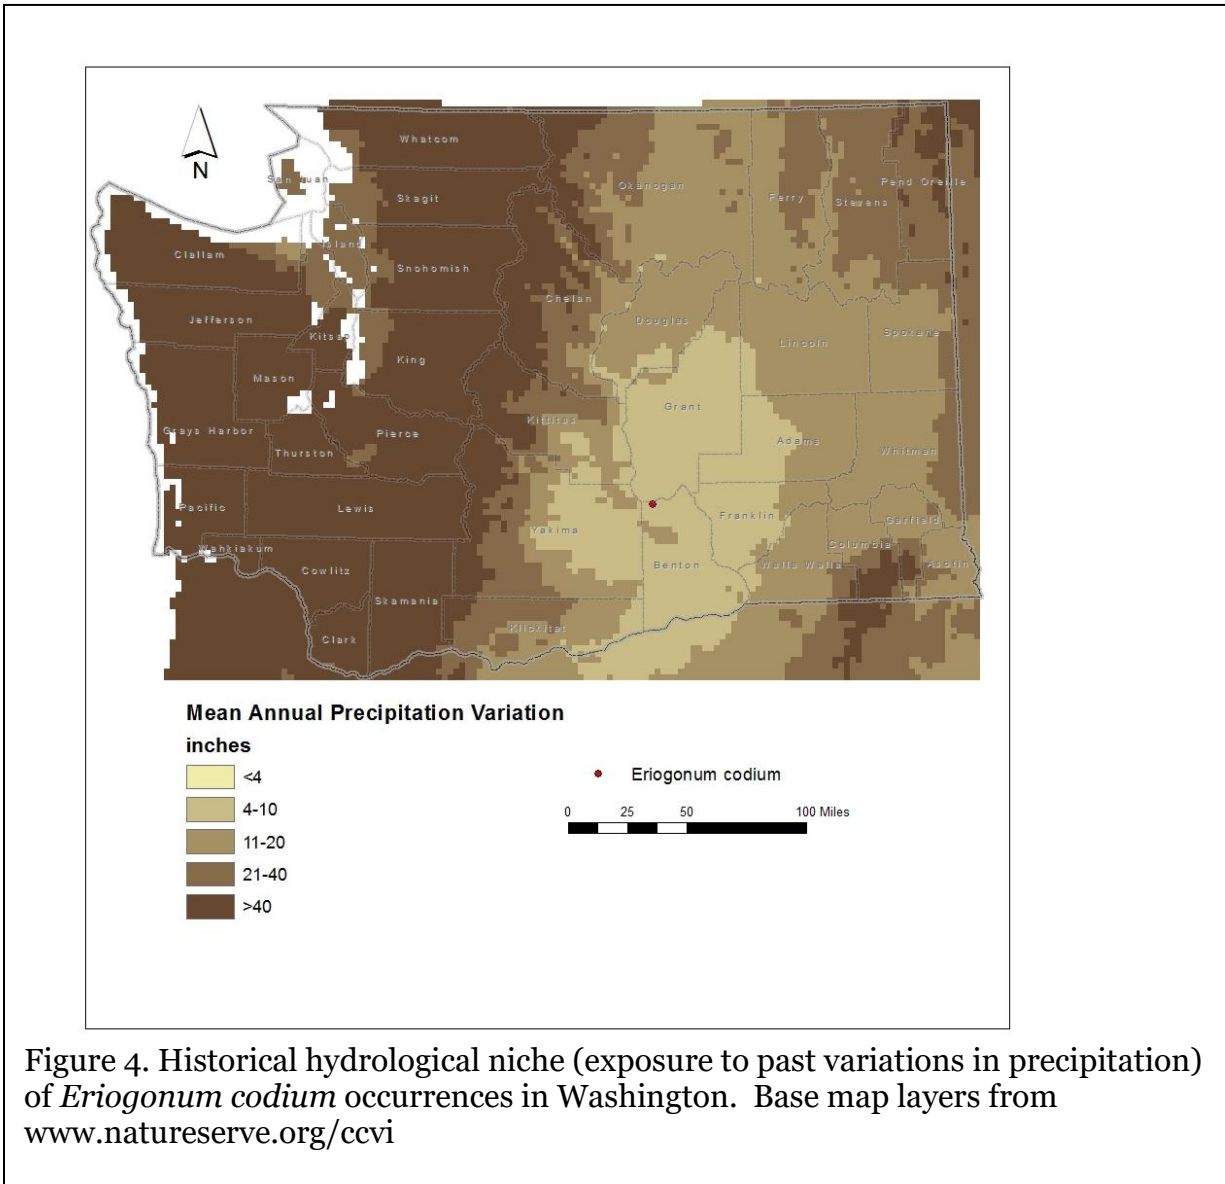 N
Whatcom
San Juan
Skagit
Okanogan
Ferry
Stevens
Pend Oreille
Island
Clallam
Snohomish
Chelan
Jefferson
Kitsap
Douglas
Lincoln
Spokane
King
Mason
Grant
Kittitas
Grays Harbor
Pierce
Adams
Whitman
Thurston
Pacific
Lewis
Yakima
Franklin
Garfield
Wahkiakum
Columbia
Cowlitz
Benton
Walla Walla
Asotin
Skamania
Klickitat
Clark
Mean Annual Precipitation Variation
inches
<4
4-10
11-20
21-40
>40
Eriogonum codium
0 25 50 100 Miles
Figure 4. Historical hydrological niche (exposure to past variations in precipitation)
of Eriogonum codium occurrences in Washington.  Base map layers from
www.natureserve.org/ccvi